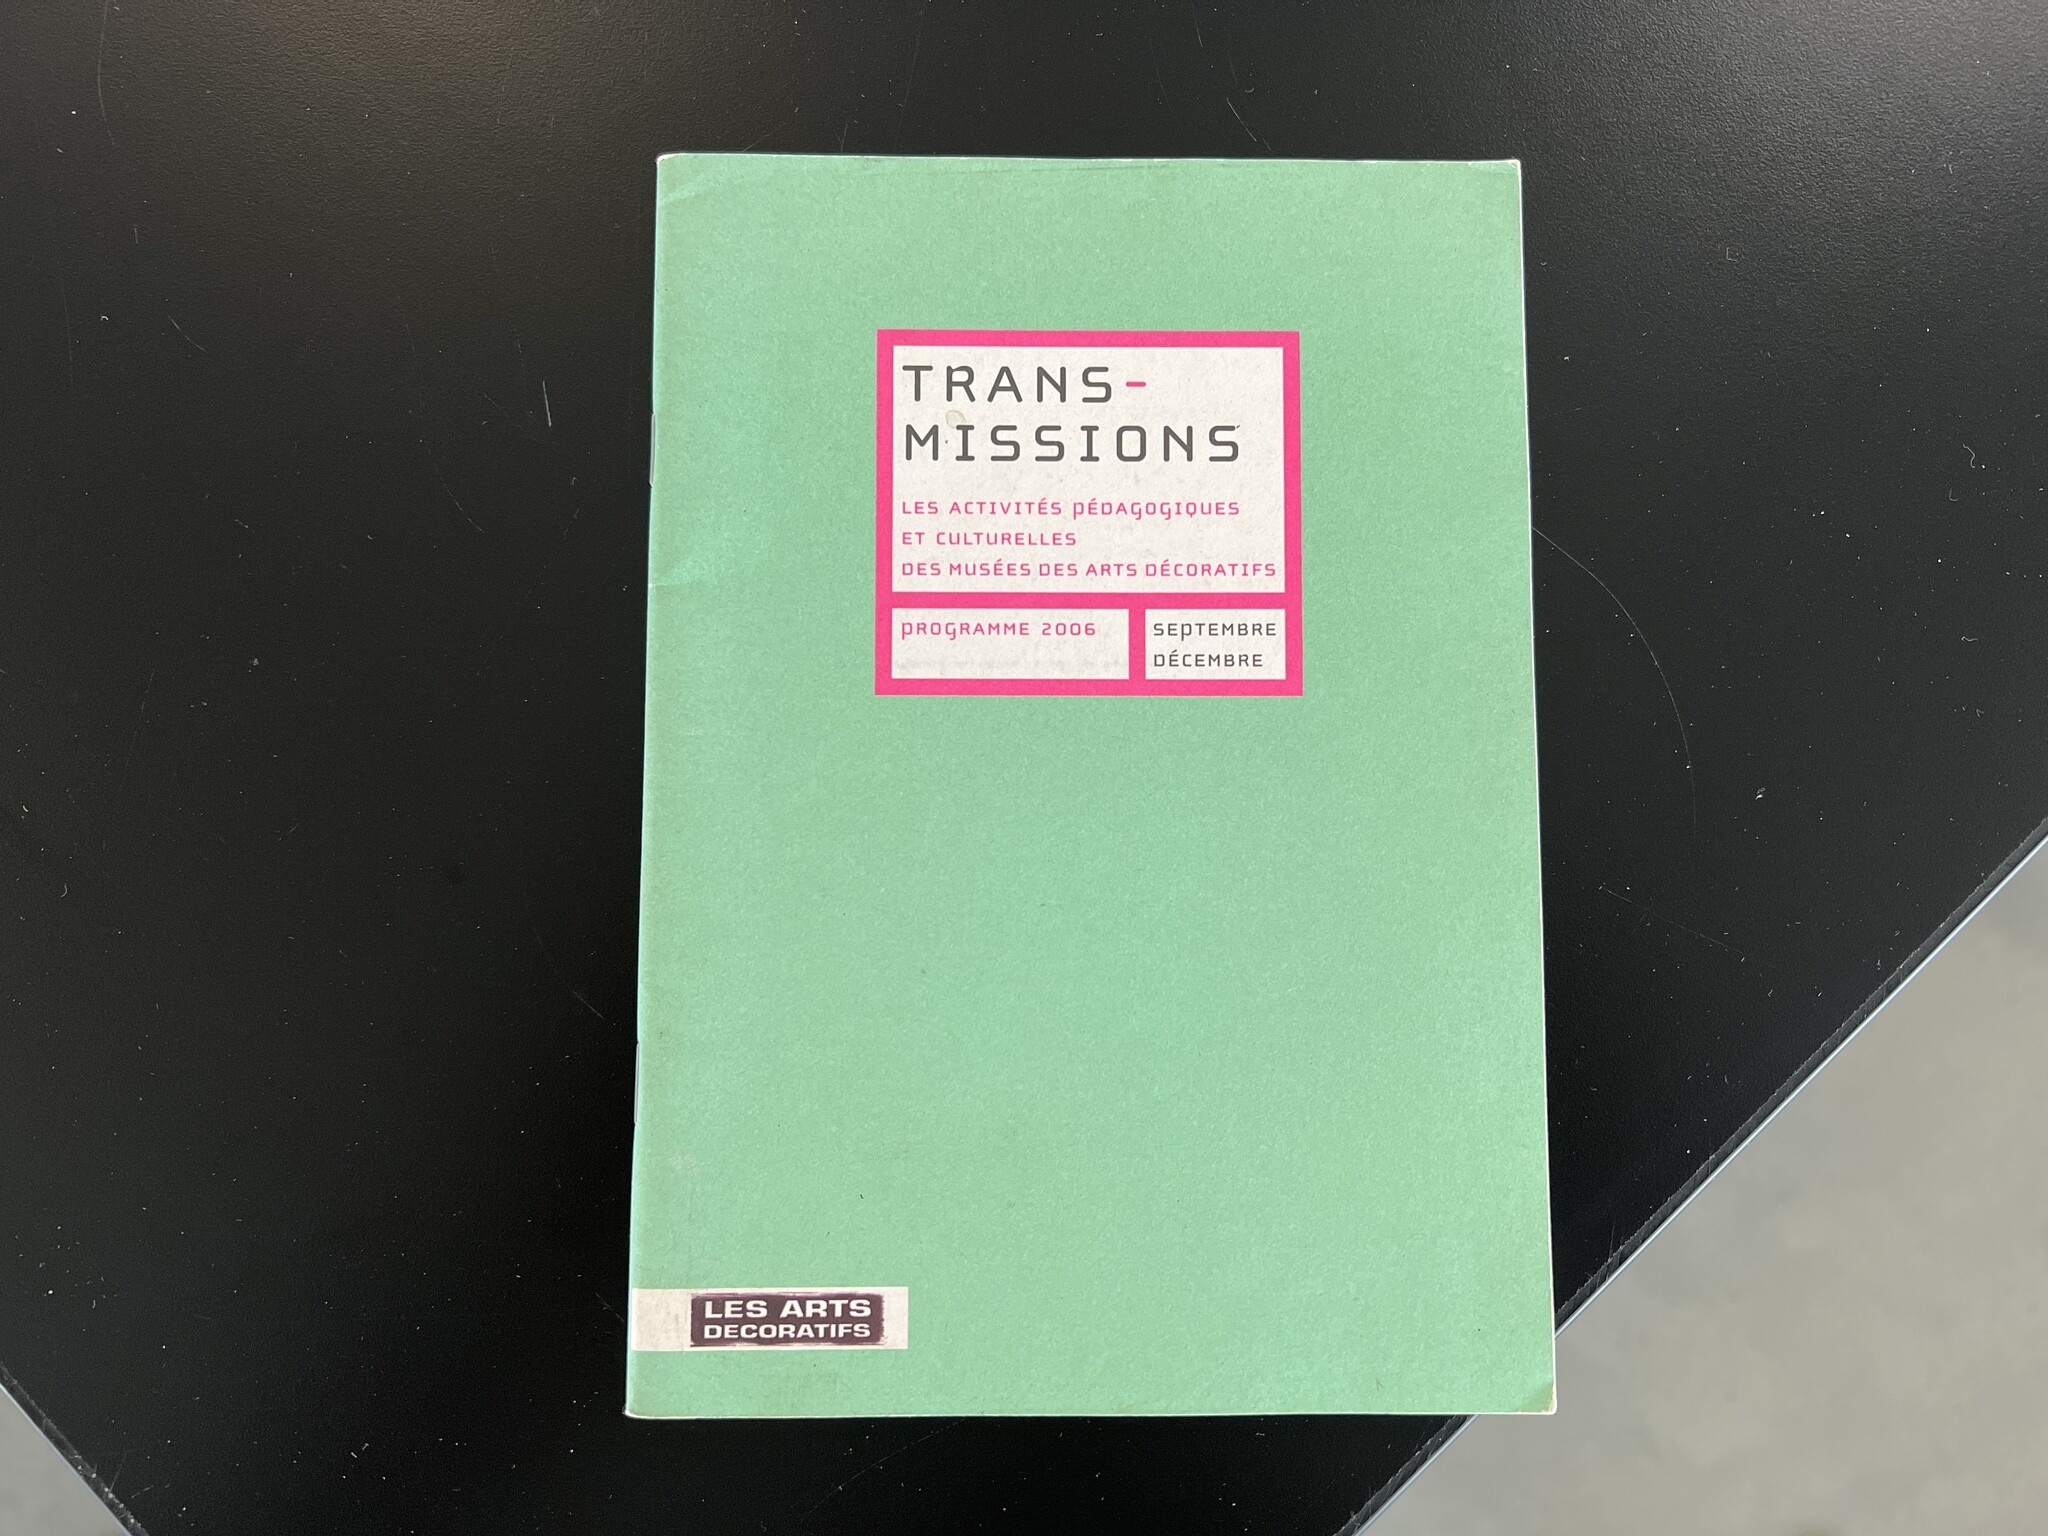 TRANS-
MISSIONS
LES ACTIVITÉS PÉDAGOGIQUES
ET CULTURELLES
DES MUSÉES DES ARTS DÉCORATIFS
PROGRAMME 2006
SEPTEMBRE
DÉCEMBRE
LES ARTS
DECORATIFS